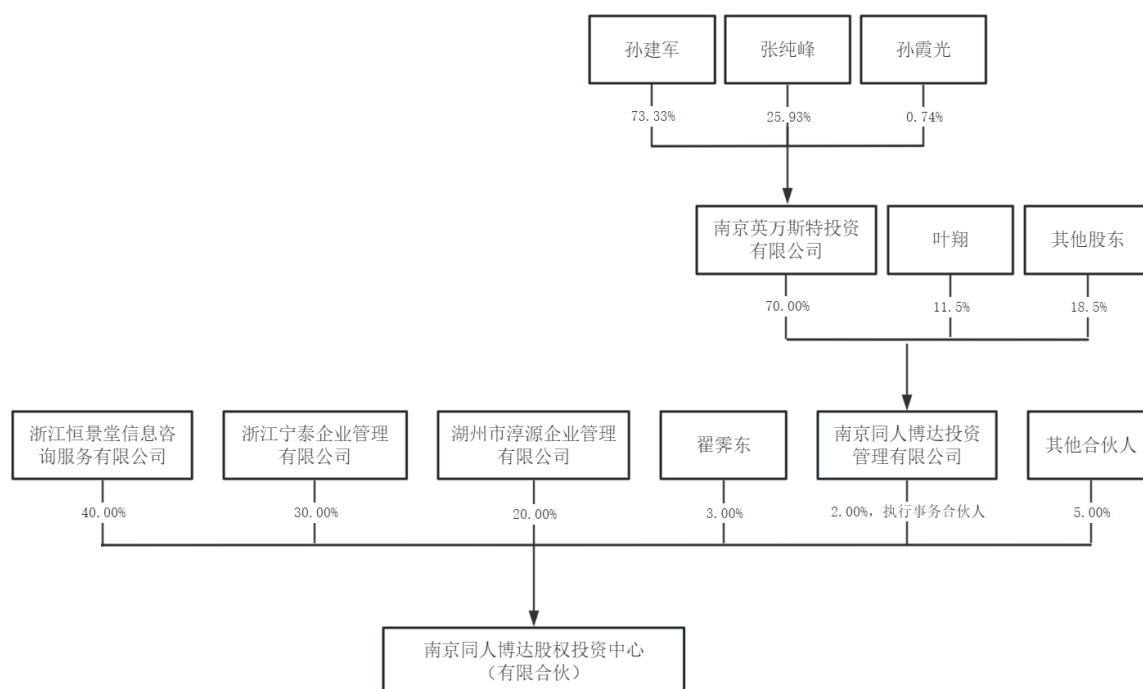 孙建军
张纯峰
孙霞光
73.33%
25.93%
0.74%
南京英万斯特投资
有限公司
叶翔
其他股东
70.00%
11.5%
18.5%
浙江恒景堂信息咨
询服务有限公司
浙江宁泰企业管理
有限公司
湖州市淳源企业管理
有限公司
翟霁东
南京同人博达投资
管理有限公司
其他合伙人
40.00%
30.00%
20.00%
3.00%
2.00%，执行事务合伙人
5.00%
南京同人博达股权投资中心
（有限合伙）